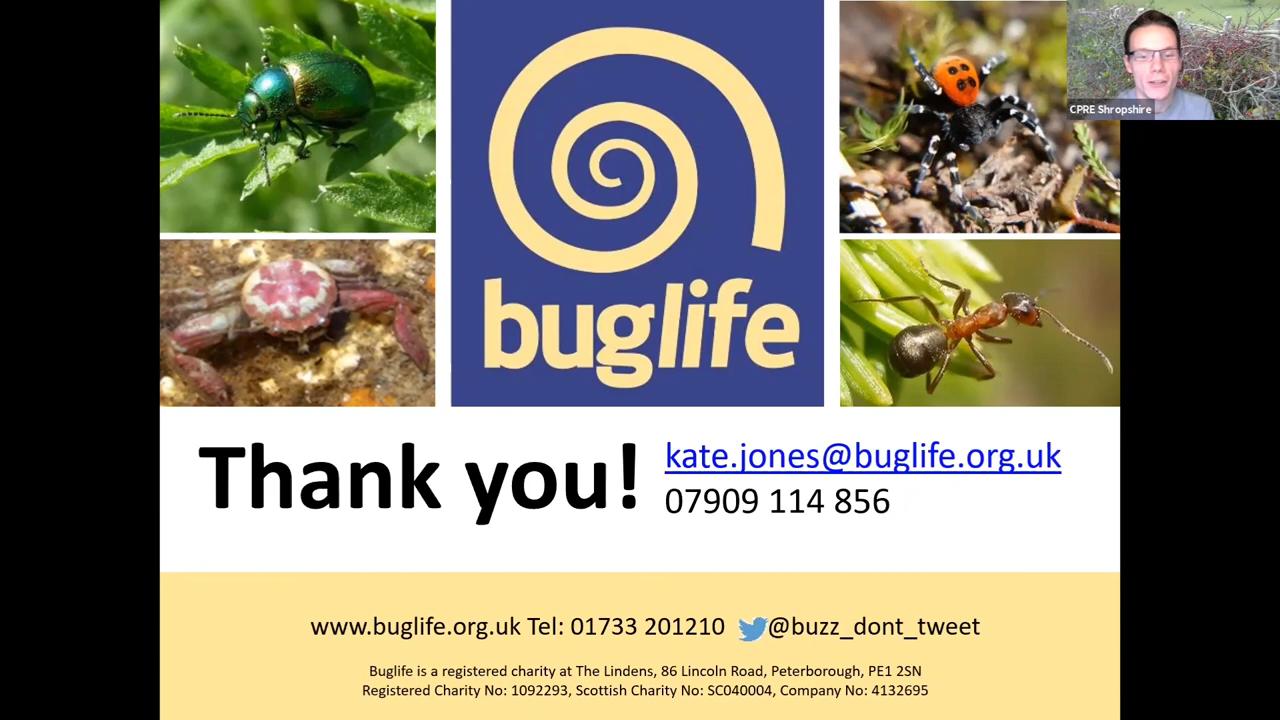 CPRE Shropshire
buglife
Thank you!
kate.jones@buglife.org.uk
07909 114 856
www.buglife.org.uk Tel: 01733 201210 @buzz_dont_tweet
Buglife is a registered charity at The Lindens, 86 Lincoln Road, Peterborough, PE1 2SN
Registered Charity No: 1092293, Scottish Charity No: SC040004, Company No: 4132695